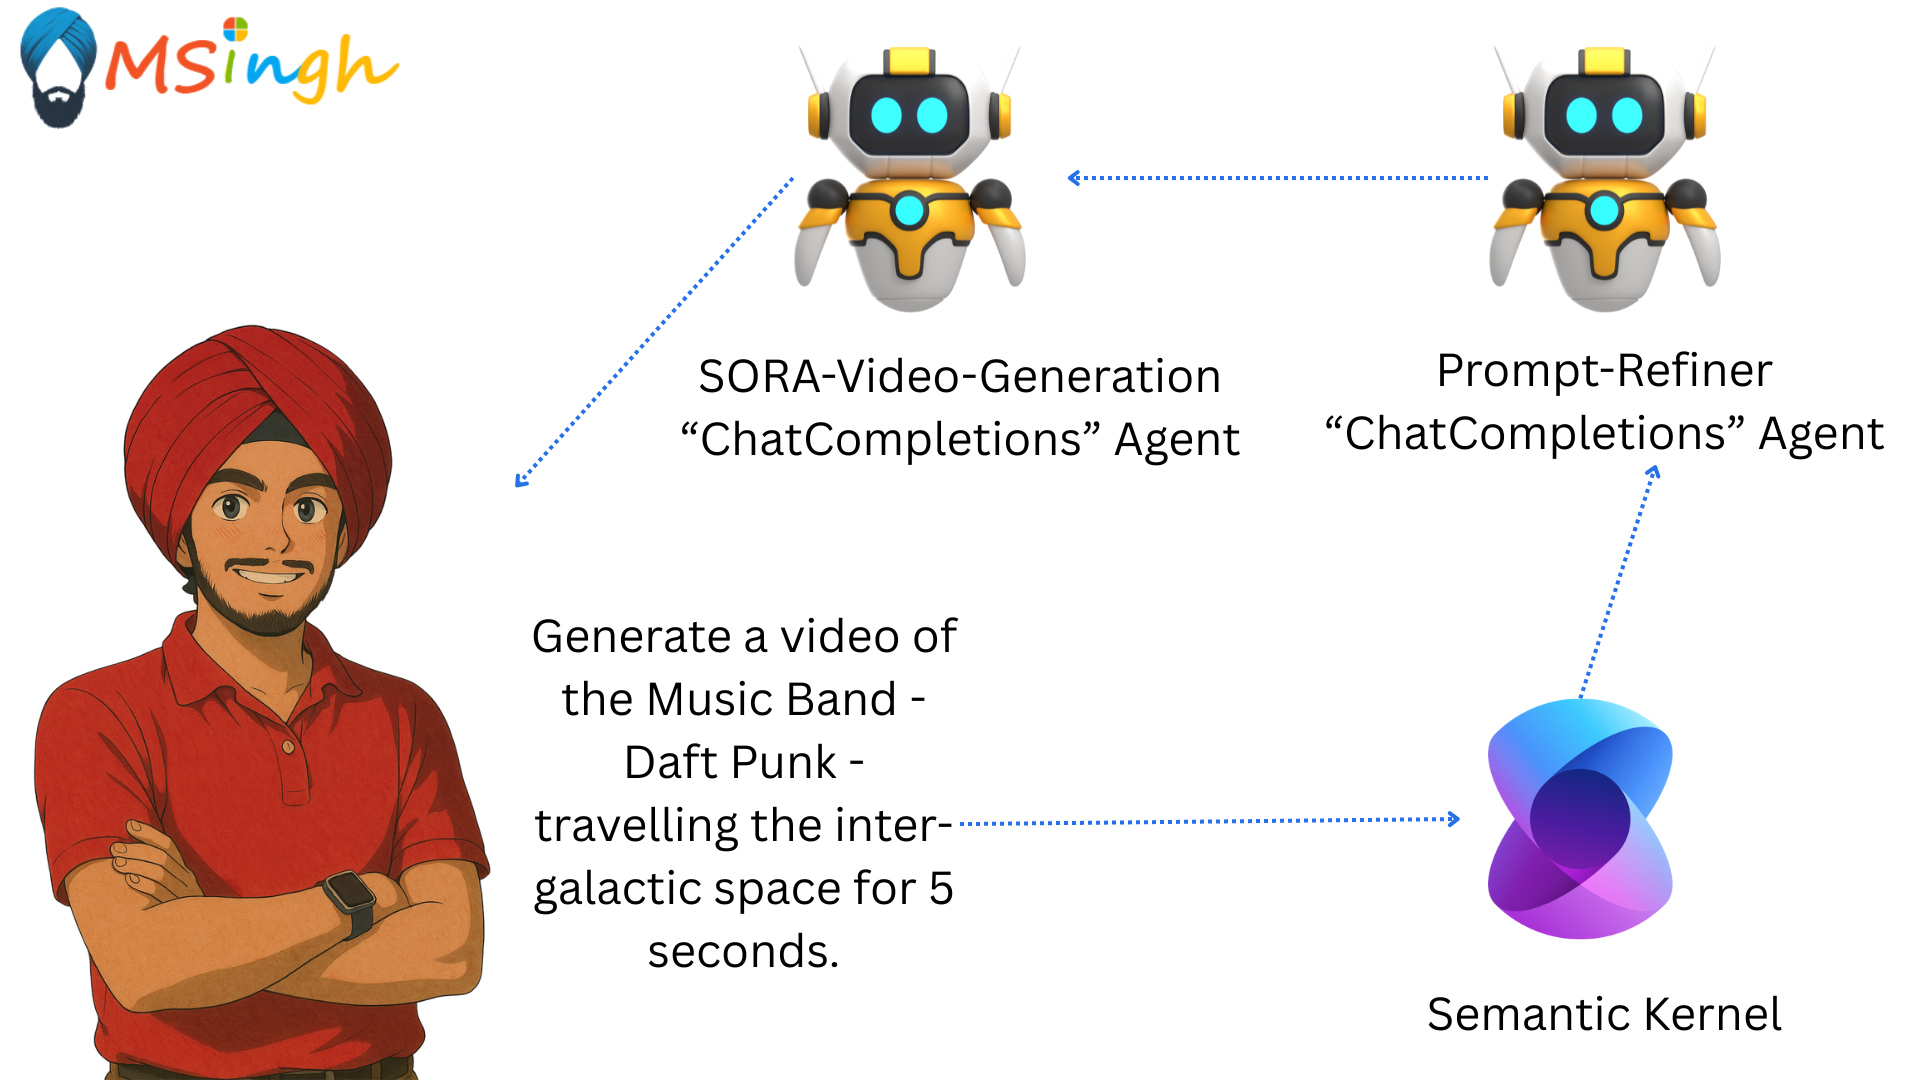 MSingh
SORA-Video-Generation
“ChatCompletions” Agent
Prompt-Refiner
“ChatCompletions” Agent
Generate a video of
the Music Band -
Daft Punk -
travelling the inter-
galactic space for 5
seconds.
Semantic Kernel